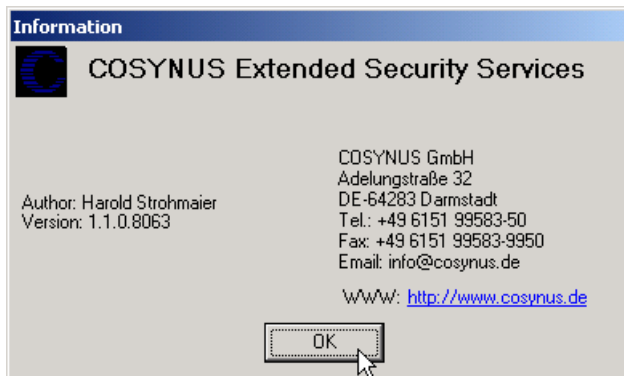 Information
COSYNUS Extended Security Services
Author: Harold Strohmaier
Version: 1.1.0.8063
COSYNUS GmbH
Adelungstraße 32
DE-64283 Darmstadt
Tel.: +49 6151 99583-50
Fax: +49 6151 99583-9950
Email: info@cosynus.de
WWW: http://www.cosynus.de
OK